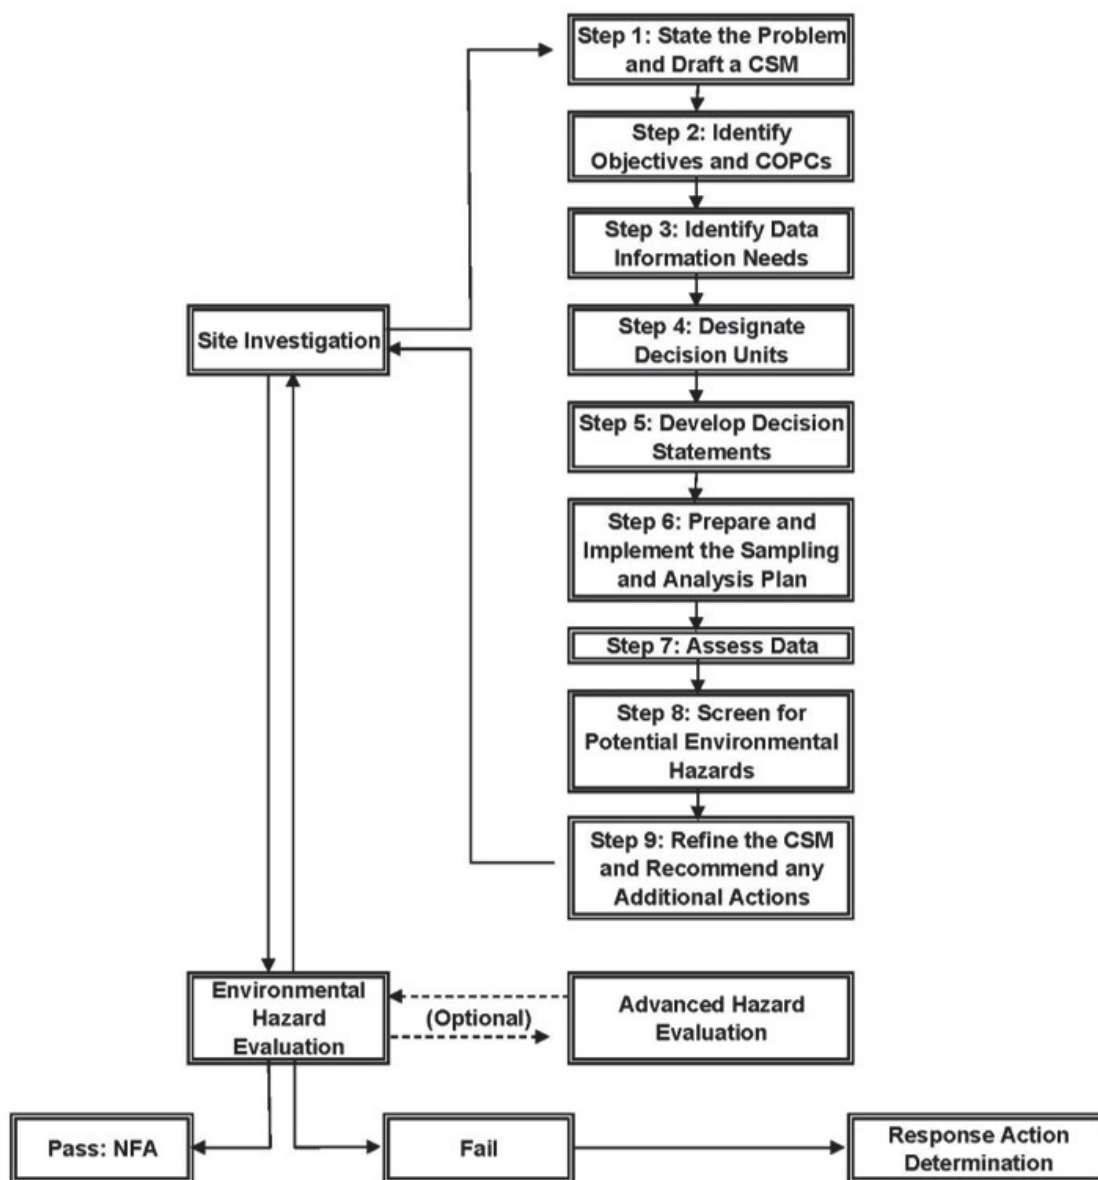 Step 1: State the Problem
and Draft a CSM
Step 2: Identify
Objectives and COPCs
Step 3: Identify Data
Information Needs
Site Investigation
Step 4: Designate
Decision Units
Step 5: Develop Decision
Statements
Step 6: Prepare and
Implement the Sampling
and Analysis Plan
Step 7: Assess Data
Step 8: Screen for
Potential Environmental
Hazards
Step 9: Refine the CSM
and Recommend any
Additional Actions
Environmental
Hazard
Evaluation
(Optional)
Advanced Hazard
Evaluation
Pass: NFA
Fail
Response Action
Determination